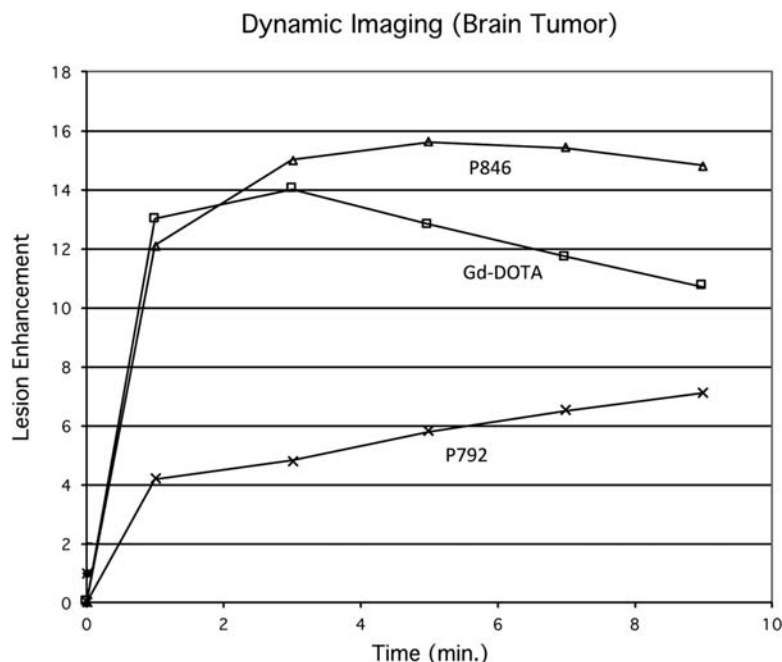 Dynamic Imaging (Brain Tumor)
18
16
14
12
10
8
6
4
2
0
Lesion Enhancement
P846
Gd-DOTA
P792
0 2 4 6 8 10
Time (min.)